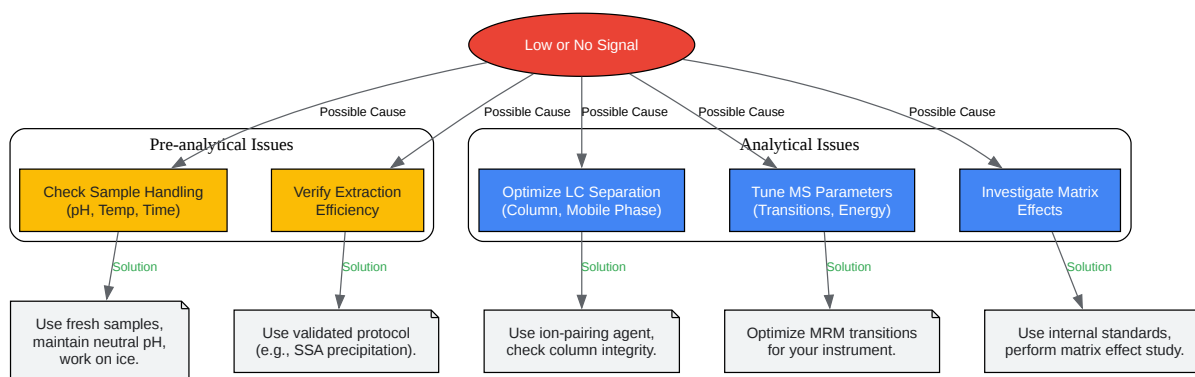 Low or No Signal
Possible Cause
Possible Cause
Possible Cause
Possible Cause
Possible Cause
Pre-analytical Issues
Analytical Issues
Check Sample Handling
(pH, Temp, Time)
Verify Extraction
Efficiency
Optimize LC Separation
(Column, Mobile Phase)
Tune MS Parameters
(Transitions, Energy)
Investigate Matrix
Effects
Solution
Solution
Solution
Solution
Solution
Use fresh samples,
maintain neutral pH,
work on ice.
Use validated protocol
(e.g., SSA precipitation).
Use ion-pairing agent,
check column integrity.
Optimize MRM transitions
for your instrument.
Use internal standards,
perform matrix effect study.